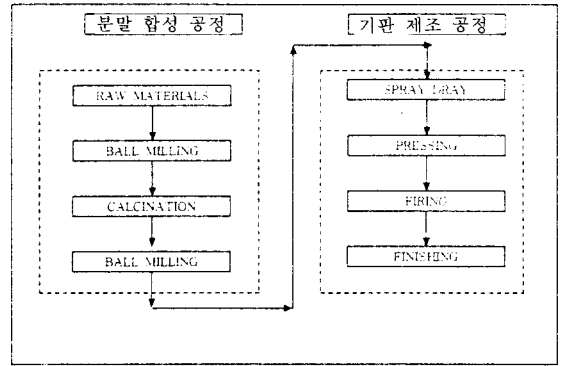 분말 합성 공정
RAW MATERIALS
BALL MILLING
CALCINATION
BALL MILLING
기판 제조 공정
SPRAY DRAY
PRESSING
FIRING
FINISHING